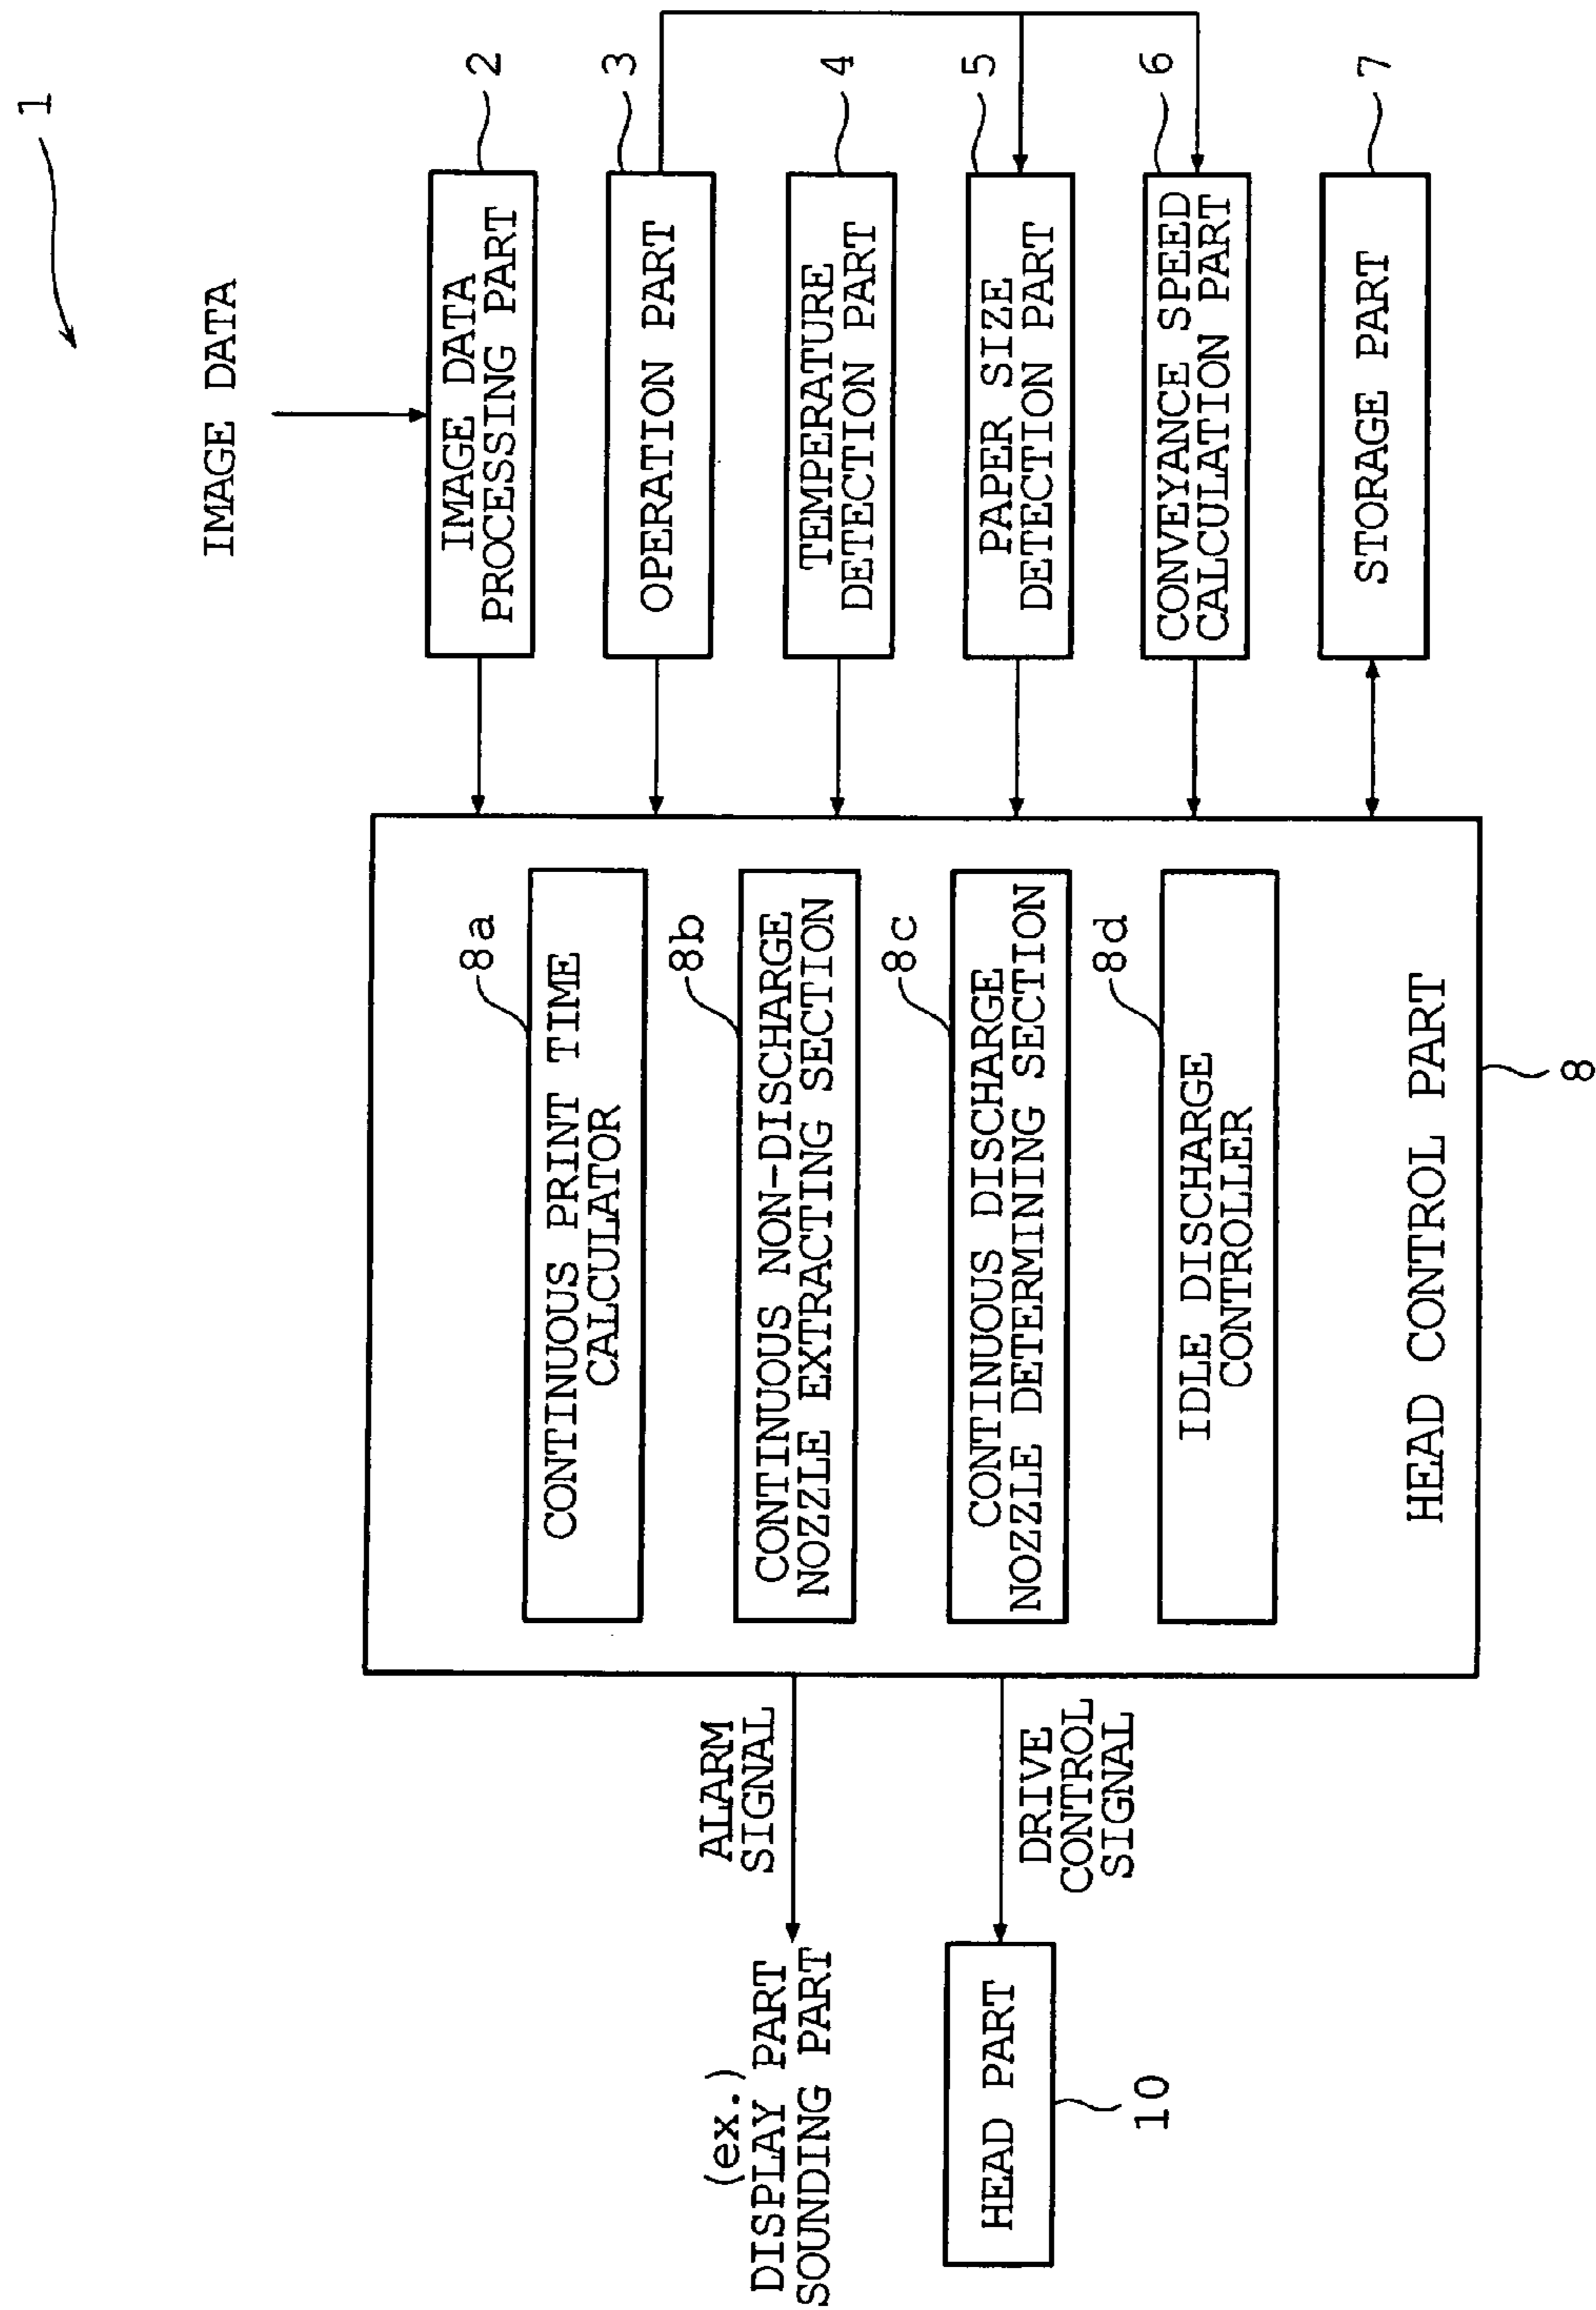 1
IMAGE DATA
2
IMAGE DATA
PROCESSING PART
3
OPERATION PART
4
TEMPERATURE
DETECTION PART
5
PAPER SIZE
DETECTION PART
6
CONVEYANCE SPEED
CALCULATION PART
7
STORAGE PART
8a
CONTINUOUS PRINT TIME
CALCULATOR
8b
CONTINUOUS NON-DISCHARGE
NOZZLE EXTRACTING SECTION
8c
CONTINUOUS DISCHARGE
NOZZLE DETERMINING SECTION
8d
IDLE DISCHARGE
CONTROLLER
HEAD CONTROL PART
8
ALARM
SIGNAL
DRIVE
CONTROL
SIGNAL
(ex.)
DISPLAY PART
SOUNDING PART
HEAD PART
10